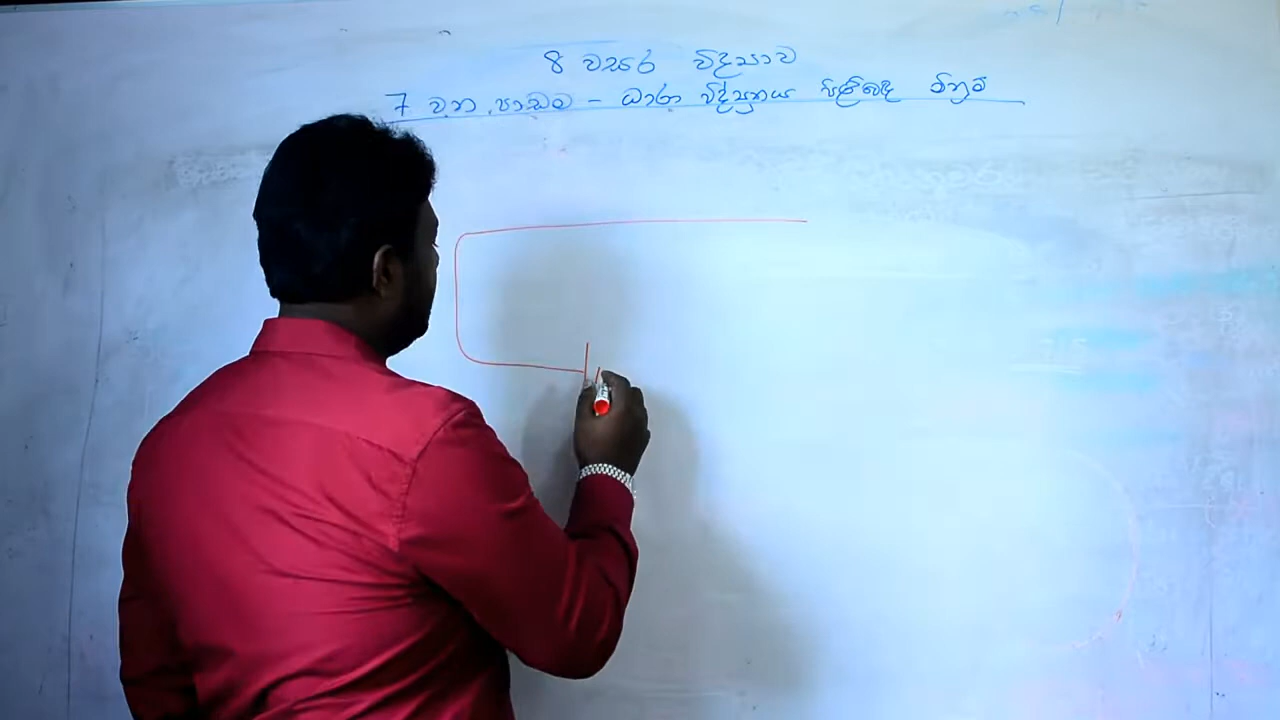 8 වසර විද්‍යාව
7 වන පාඩම - ධාරා විද්‍යුතය පිළිබඳ මිනුම්